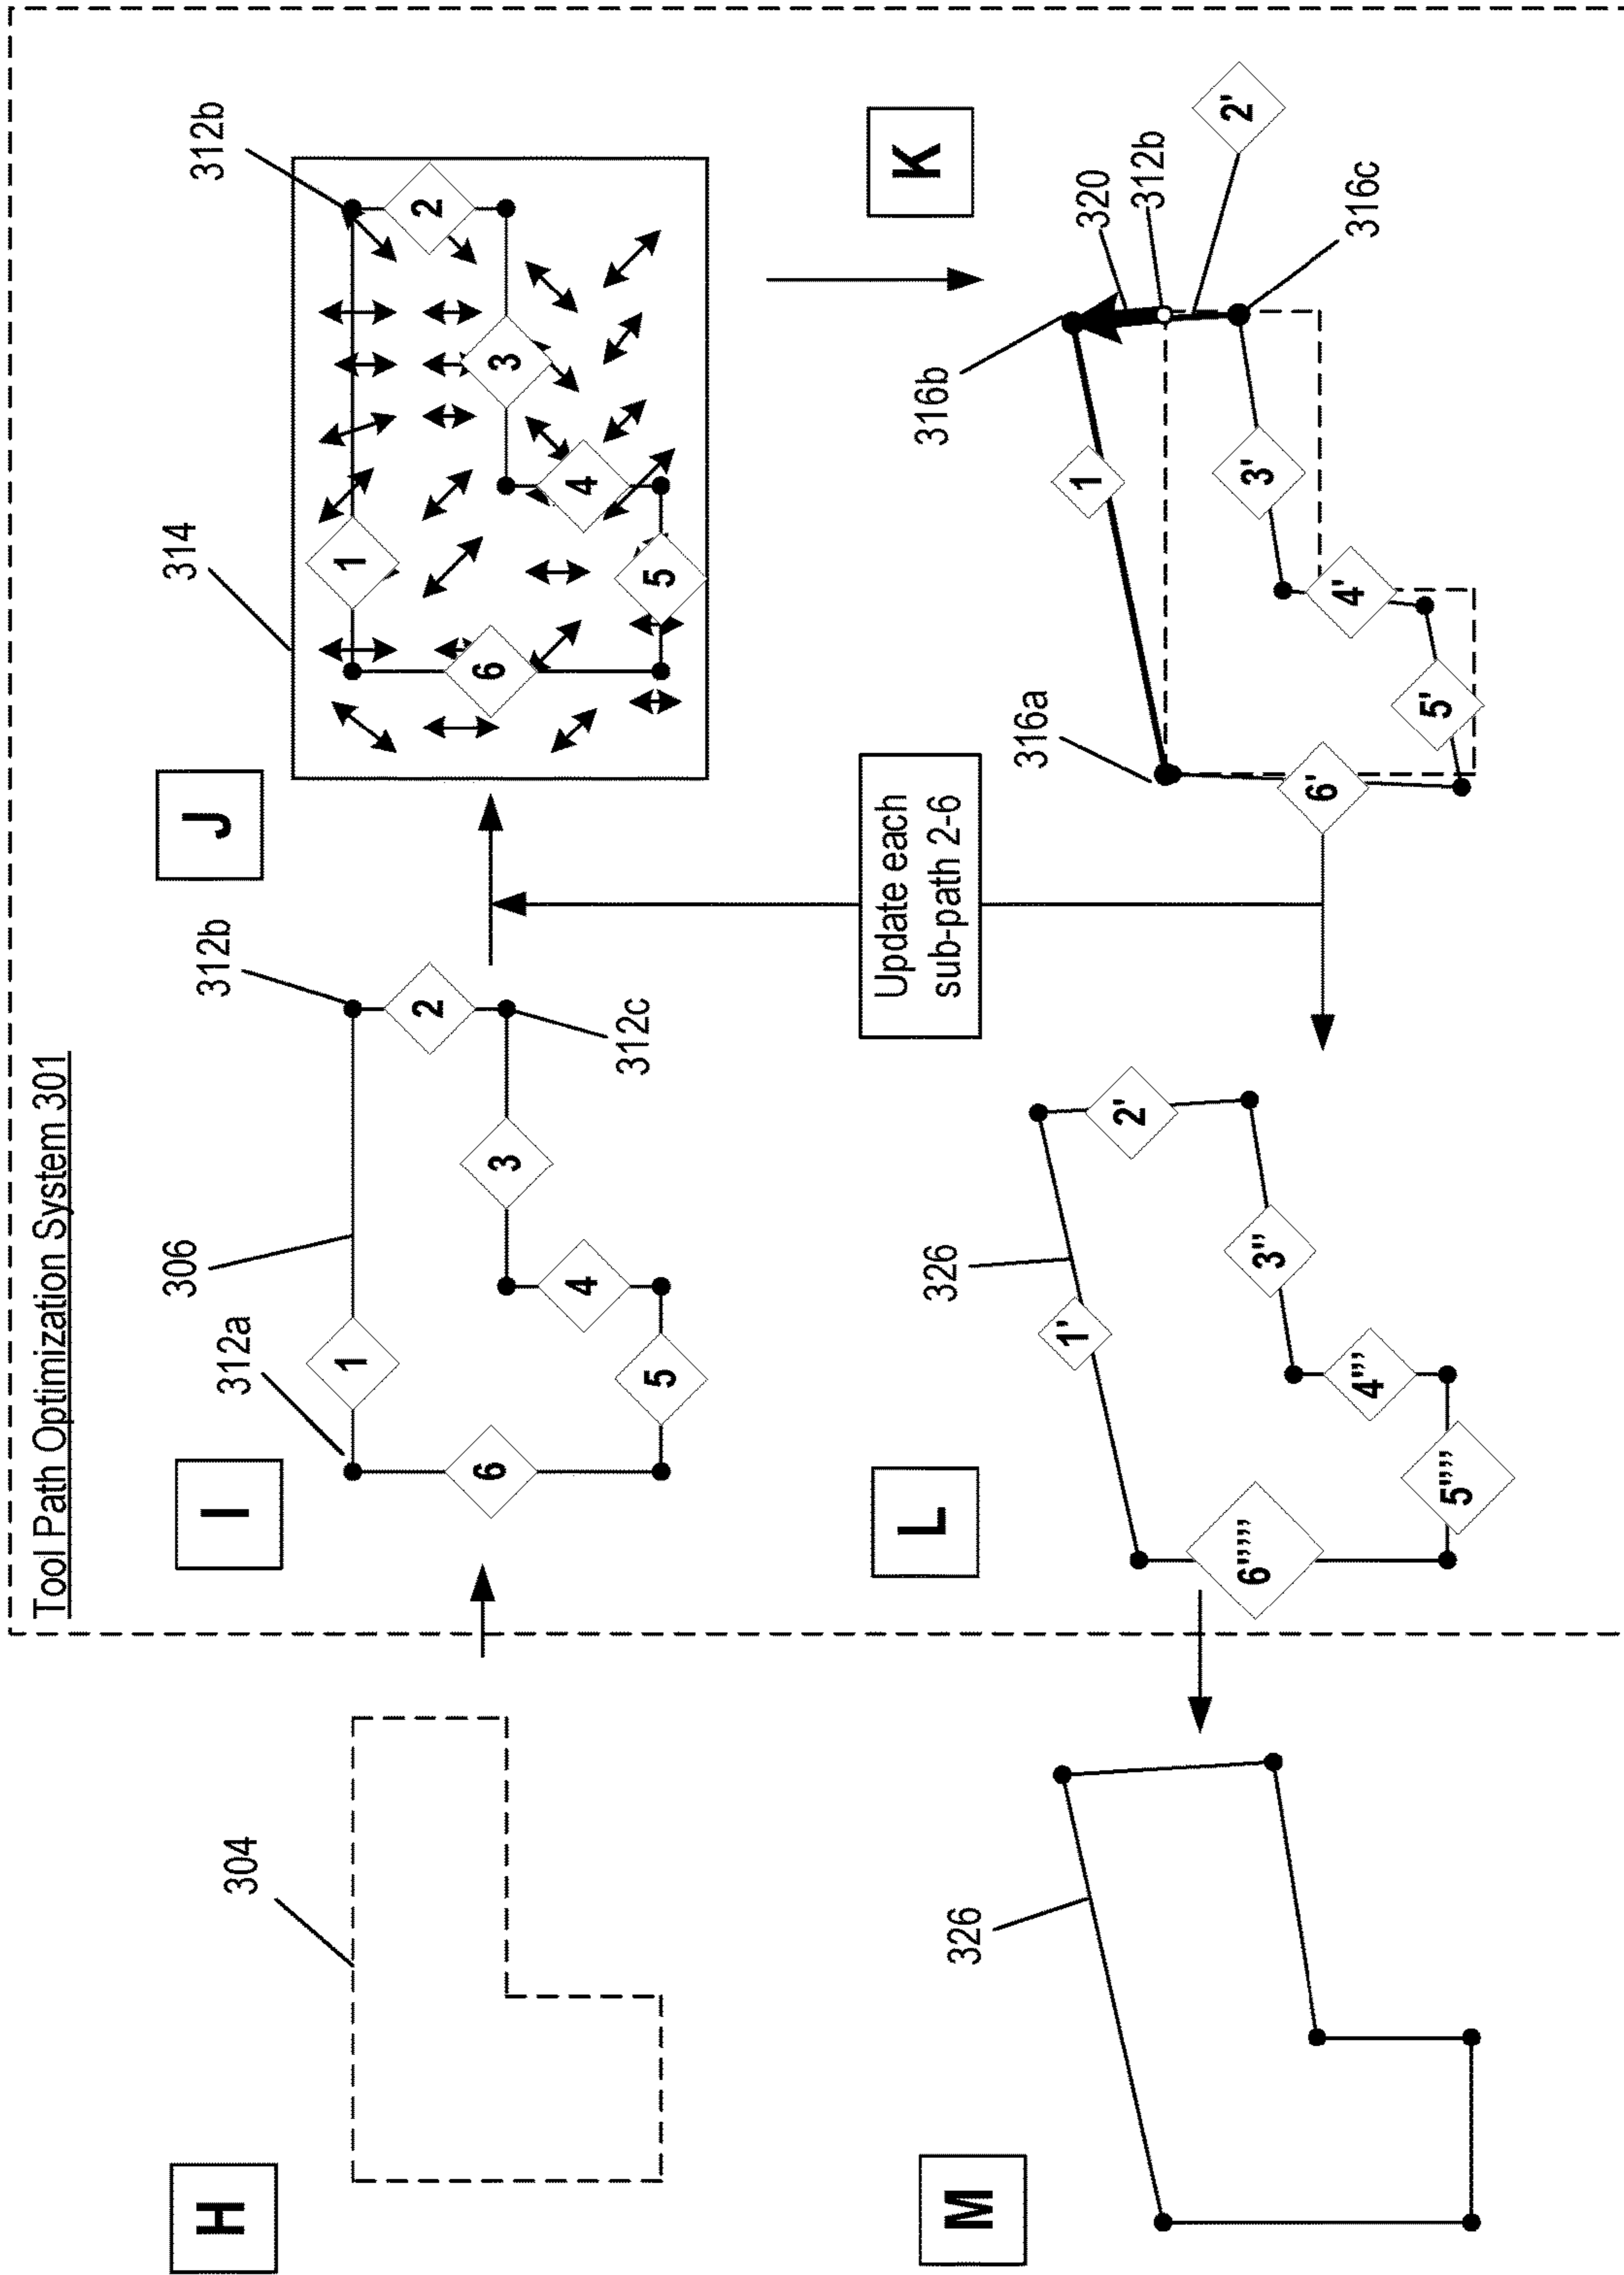 Tool Path Optimization System 301
H
304
I
312a
306
312b
1
2
3
4
5
6
312c
J
314
312b
1
2
3
4
5
6
Update each
sub-path 2-6
K
316a
316b
320
312b
316c
1
2'
3'
4'
5'
6'
L
326
1'
2'
3''
4'''
5''''
6'''''
M
326